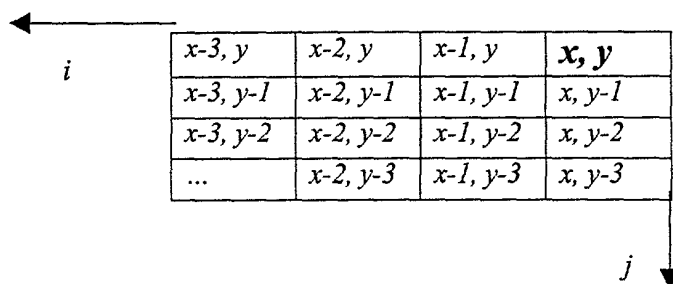 x-3, y x-2, y x-1, y x, y
i
x-3, y-1 x-2, y-1 x-1, y-1 x, y-1
x-3, y-2 x-2, y-2 x-1, y-2 x, y-2
... x-2, y-3 x-1, y-3 x, y-3
j